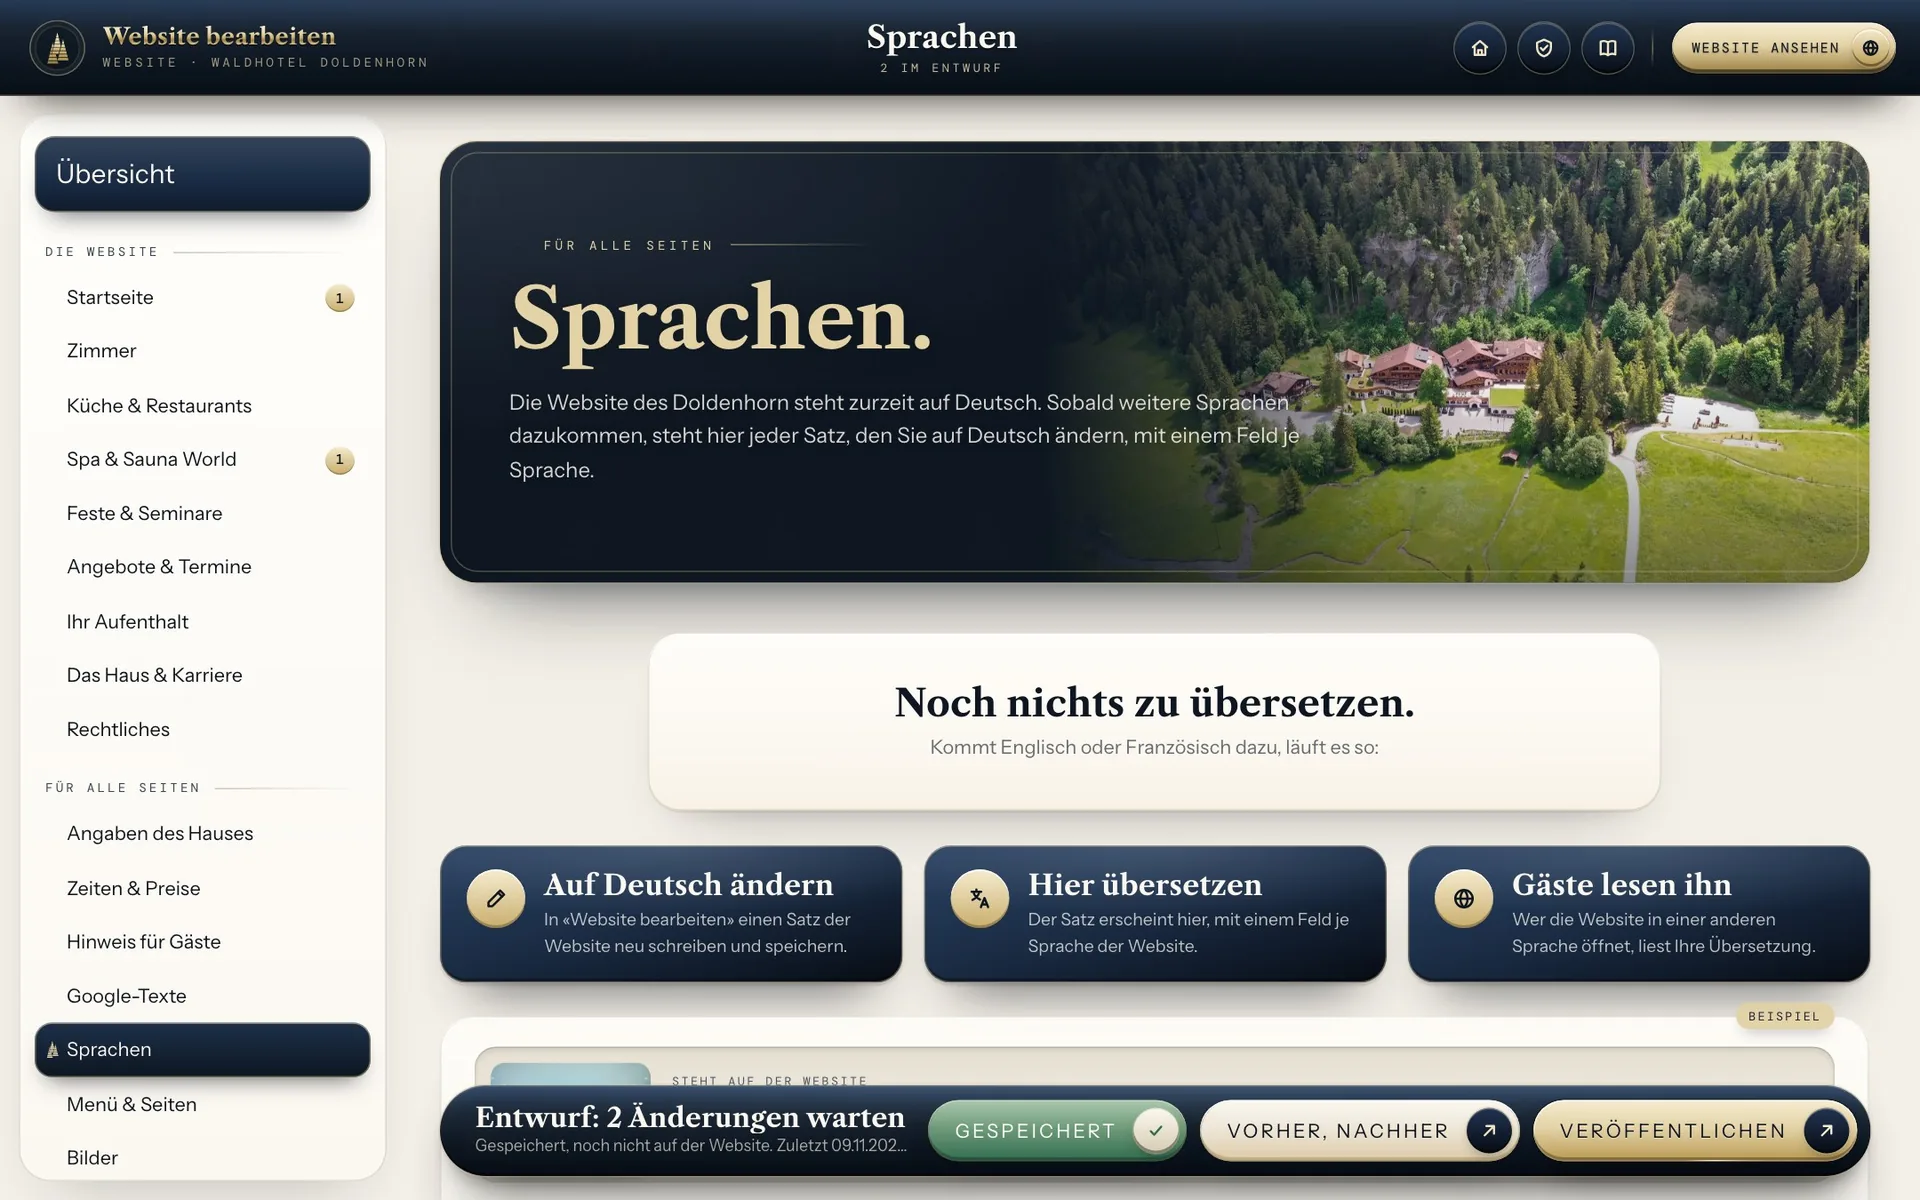 Website bearbeiten
WEBSITE · WALDHOTEL DOLDENHORN
Sprachen
2 IM ENTWURF
WEBSITE ANSEHEN
Übersicht
DIE WEBSITE
Startseite 1
Zimmer
Küche & Restaurants
Spa & Sauna World 1
Feste & Seminare
Angebote & Termine
Ihr Aufenthalt
Das Haus & Karriere
Rechtliches
FÜR ALLE SEITEN
Angaben des Hauses
Zeiten & Preise
Hinweis für Gäste
Google-Texte
Sprachen
Menü & Seiten
Bilder
FÜR ALLE SEITEN
Sprachen.
Die Website des Doldenhorn steht zurzeit auf Deutsch. Sobald weitere Sprachen
dazukommen, steht hier jeder Satz, den Sie auf Deutsch ändern, mit einem Feld je
Sprache.
Noch nichts zu übersetzen.
Kommt Englisch oder Französisch dazu, läuft es so:
Auf Deutsch ändern
In «Website bearbeiten» einen Satz der
Website neu schreiben und speichern.
Hier übersetzen
Der Satz erscheint hier, mit einem Feld je
Sprache der Website.
Gäste lesen ihn
Wer die Website in einer anderen
Sprache öffnet, liest Ihre Übersetzung.
BEISPIEL
STEHT AUF DER WEBSITE
Entwurf: 2 Änderungen warten
Gespeichert, noch nicht auf der Website. Zuletzt 09.11.202…
GESPEICHERT
VORHER, NACHHER
VERÖFFENTLICHEN